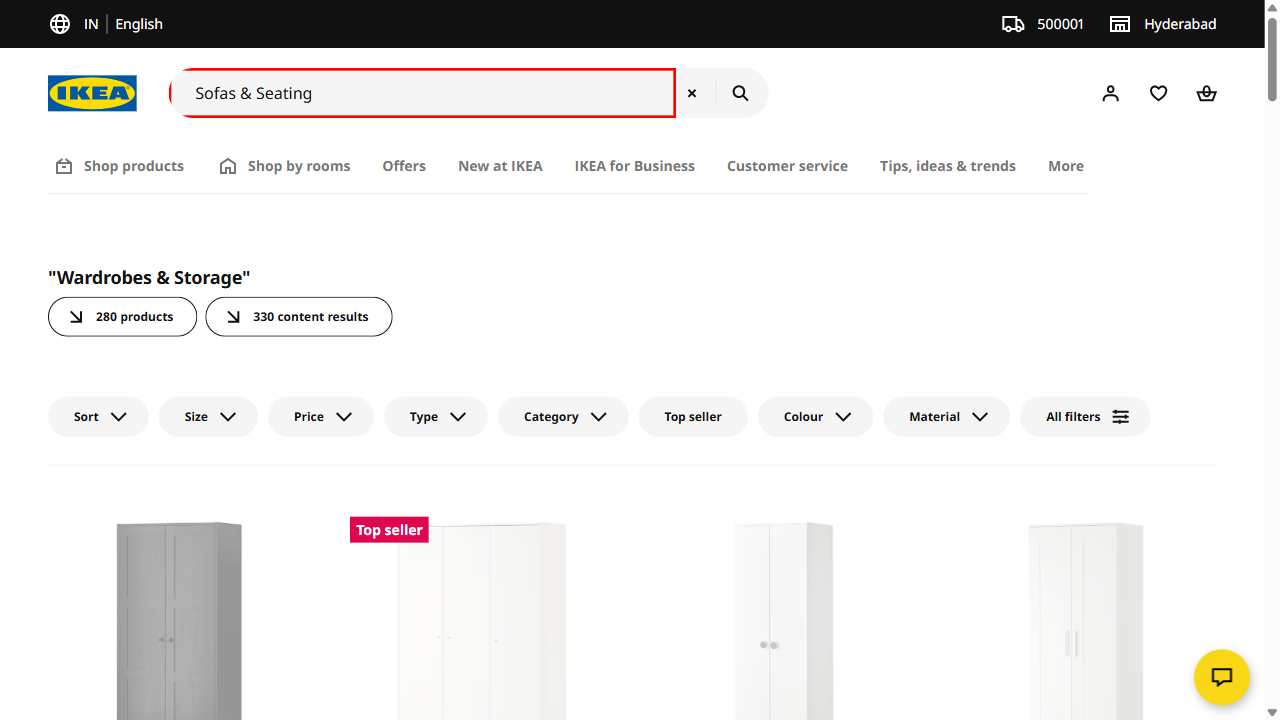 IN English 500001 Hyderabad
IKEA
Sofas & Seating
Shop products Shop by rooms Offers New at IKEA IKEA for Business Customer service Tips, ideas & trends More
"Wardrobes & Storage"
280 products 330 content results
Sort Size Price Type Category Top seller Colour Material All filters
Top seller